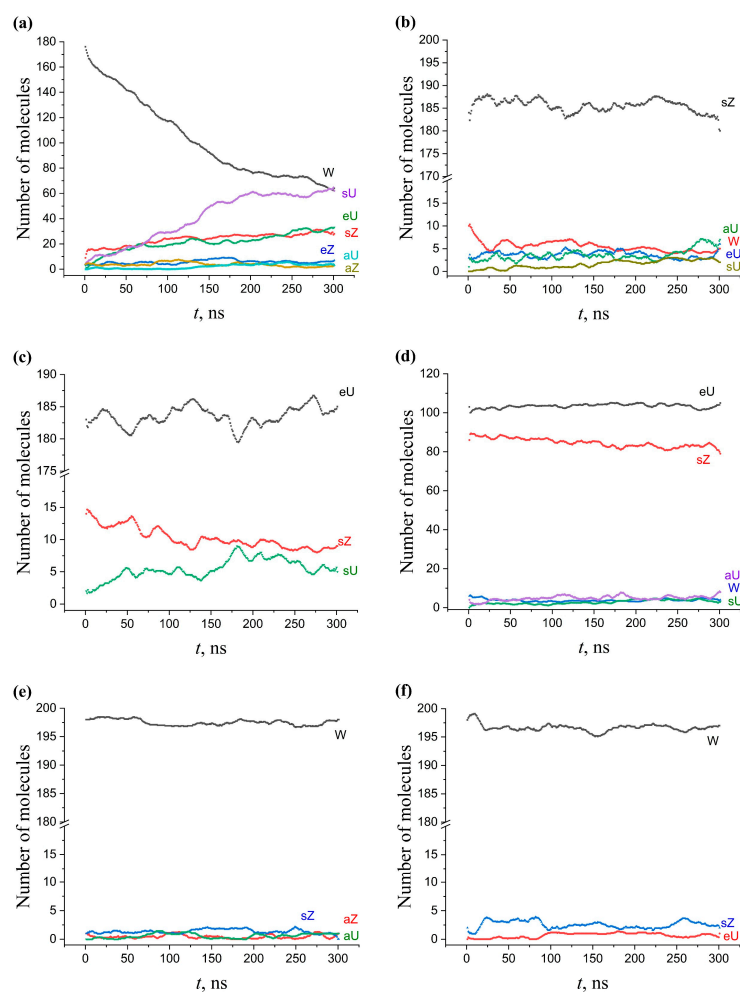 (a)
180
160
140
120
100
80
60
40
20
0
Number of molecules
W
sU
eU
sZ
eZ
aU
aZ
0 50 100 150 200 250 300
t, ns
(b)
200
195
190
185
180
175
170
15
10
5
0
Number of molecules
sZ
aU
W
eU
sU
0 50 100 150 200 250 300
t, ns
(c)
190
185
180
175
15
10
5
0
Number of molecules
eU
sZ
sU
0 50 100 150 200 250 300
t, ns
(d)
120
100
80
60
40
20
0
Number of molecules
eU
sZ
aU
W
sU
0 50 100 150 200 250 300
t, ns
(e)
200
195
190
185
180
15
10
5
0
Number of molecules
W
sZ
aZ
aU
0 50 100 150 200 250 300
t, ns
(f)
200
195
190
185
180
15
10
5
0
Number of molecules
W
sZ
eU
0 50 100 150 200 250 300
t, ns